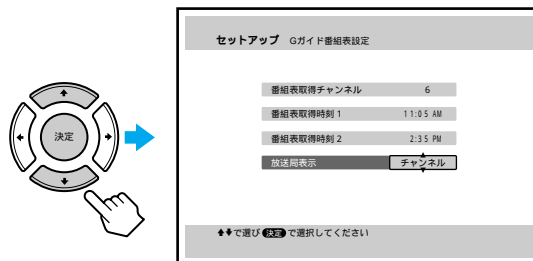 セットアップ Gガイド番組表設定
番組表取得チャンネル 6
番組表取得時刻 1 11:05 AM
番組表取得時刻 2 2:35 PM
放送局表示 チャンネル
決定
で選び 決定 で選択してください